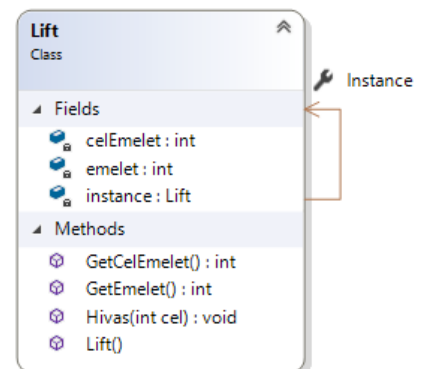 Lift
Class
Instance
Fields
celEmelet : int
emelet : int
instance : Lift
Methods
GetCelEmelet() : int
GetEmelet() : int
Hivas(int cel) : void
Lift()